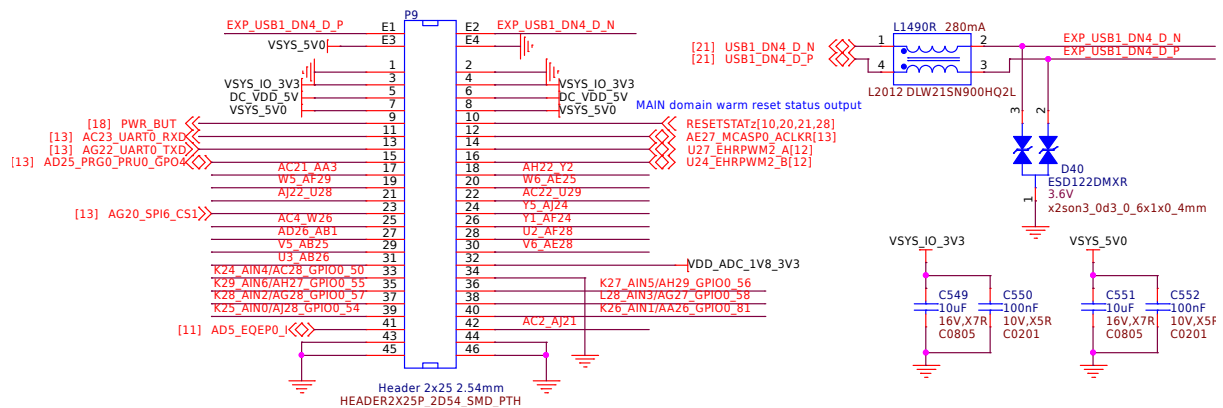 P9
EXP_USB1_DN4_D_P E1 E2 EXP_USB1_DN4_D_N
VSYS_5V0 E3 E4
1 2
VSYS_IO_3V3 3 4 VSYS_IO_3V3
DC_VDD_5V 5 6 DC_VDD_5V
VSYS_5V0 7 8 VSYS_5V0
[18] PWR_BUT 9 10 RESETSTATz[10,20,21,28]
[13] AC23_UART0_RXD 11 12 AE27_MCASP0_ACLKR[13]
[13] AG22_UART0_TXD 13 14 U27_EHRPWM2_A[12]
[13] AD25_PRG0_PRU0_GPO4 15 16 U24_EHRPWM2_B[12]
AC21_AA3 17 18 AH22_Y2
W5_AF29 19 20 W6_AE25
AJ22_U28 21 22 AC22_U29
[13] AG20_SPI6_CS1 23 24 Y5_AJ24
AC4_W26 25 26 Y1_AF24
AD26_AB1 27 28 U2_AF28
V5_AB25 29 30 V6_AE28
U3_AB26 31 32 VDD_ADC_1V8_3V3
K24_AIN4/AC28_GPIO0_50 33 34
K29_AIN6/AH27_GPIO0_55 35 36 K27_AIN5/AH29_GPIO0_56
K28_AIN2/AG28_GPIO0_57 37 38 L28_AIN3/AG27_GPIO0_58
K25_AIN0/AJ28_GPIO0_54 39 40 K26_AIN1/AA26_GPIO0_81
[11] AD5_EQEP0_I 41 42 AC2_AJ21
43 44
45 46
Header 2x25 2.54mm
HEADER2X25P_2D54_SMD_PTH
MAIN domain warm reset status output
L1490R 280mA
[21] USB1_DN4_D_N 1 2 EXP_USB1_DN4_D_N
[21] USB1_DN4_D_P 4 3 EXP_USB1_DN4_D_P
L2012 DLW21SN900HQ2L
3 2
D40
ESD122DMXR
3.6V
1
x2son3_0d3_0_6x1x0_4mm
VSYS_IO_3V3
C549 C550
10uF 100nF
16V,X7R 10V,X5R
C0805 C0201
VSYS_5V0
C551 C552
10uF 100nF
16V,X7R 10V,X5R
C0805 C0201